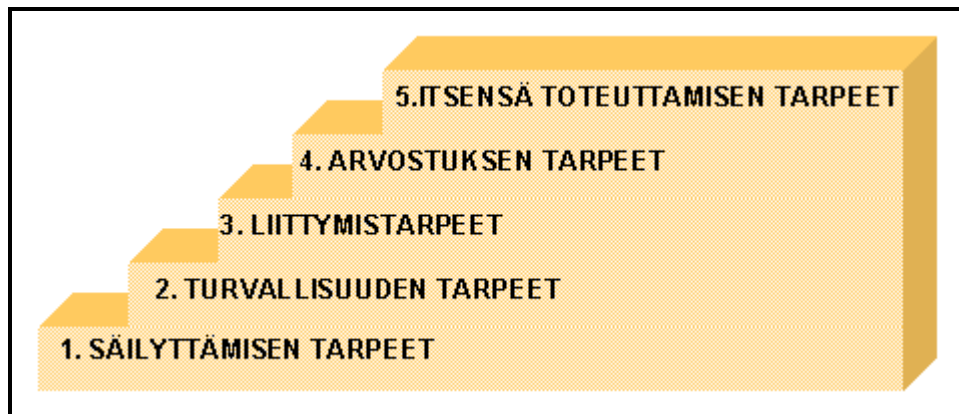 5.ITSENSÄ TOTEUTTAMISEN TARPEET
4. ARVOSTUKSEN TARPEET
3. LIITTYMISTARPEET
2. TURVALLISUUDEN TARPEET
1. SÄILYTTÄMISEN TARPEET